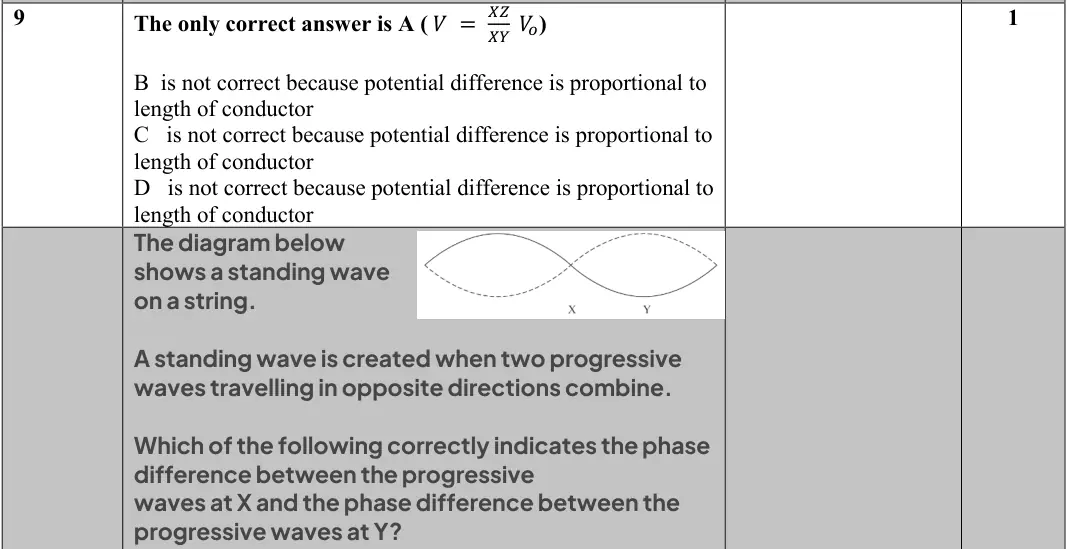 9
The only correct answer is A ( V = XZ/XY V₀)
1
B is not correct because potential difference is proportional to
length of conductor
C is not correct because potential difference is proportional to
length of conductor
D is not correct because potential difference is proportional to
length of conductor
The diagram below
shows a standing wave
on a string.
X Y
A standing wave is created when two progressive
waves travelling in opposite directions combine.
Which of the following correctly indicates the phase
difference between the progressive
waves at X and the phase difference between the
progressive waves at Y?